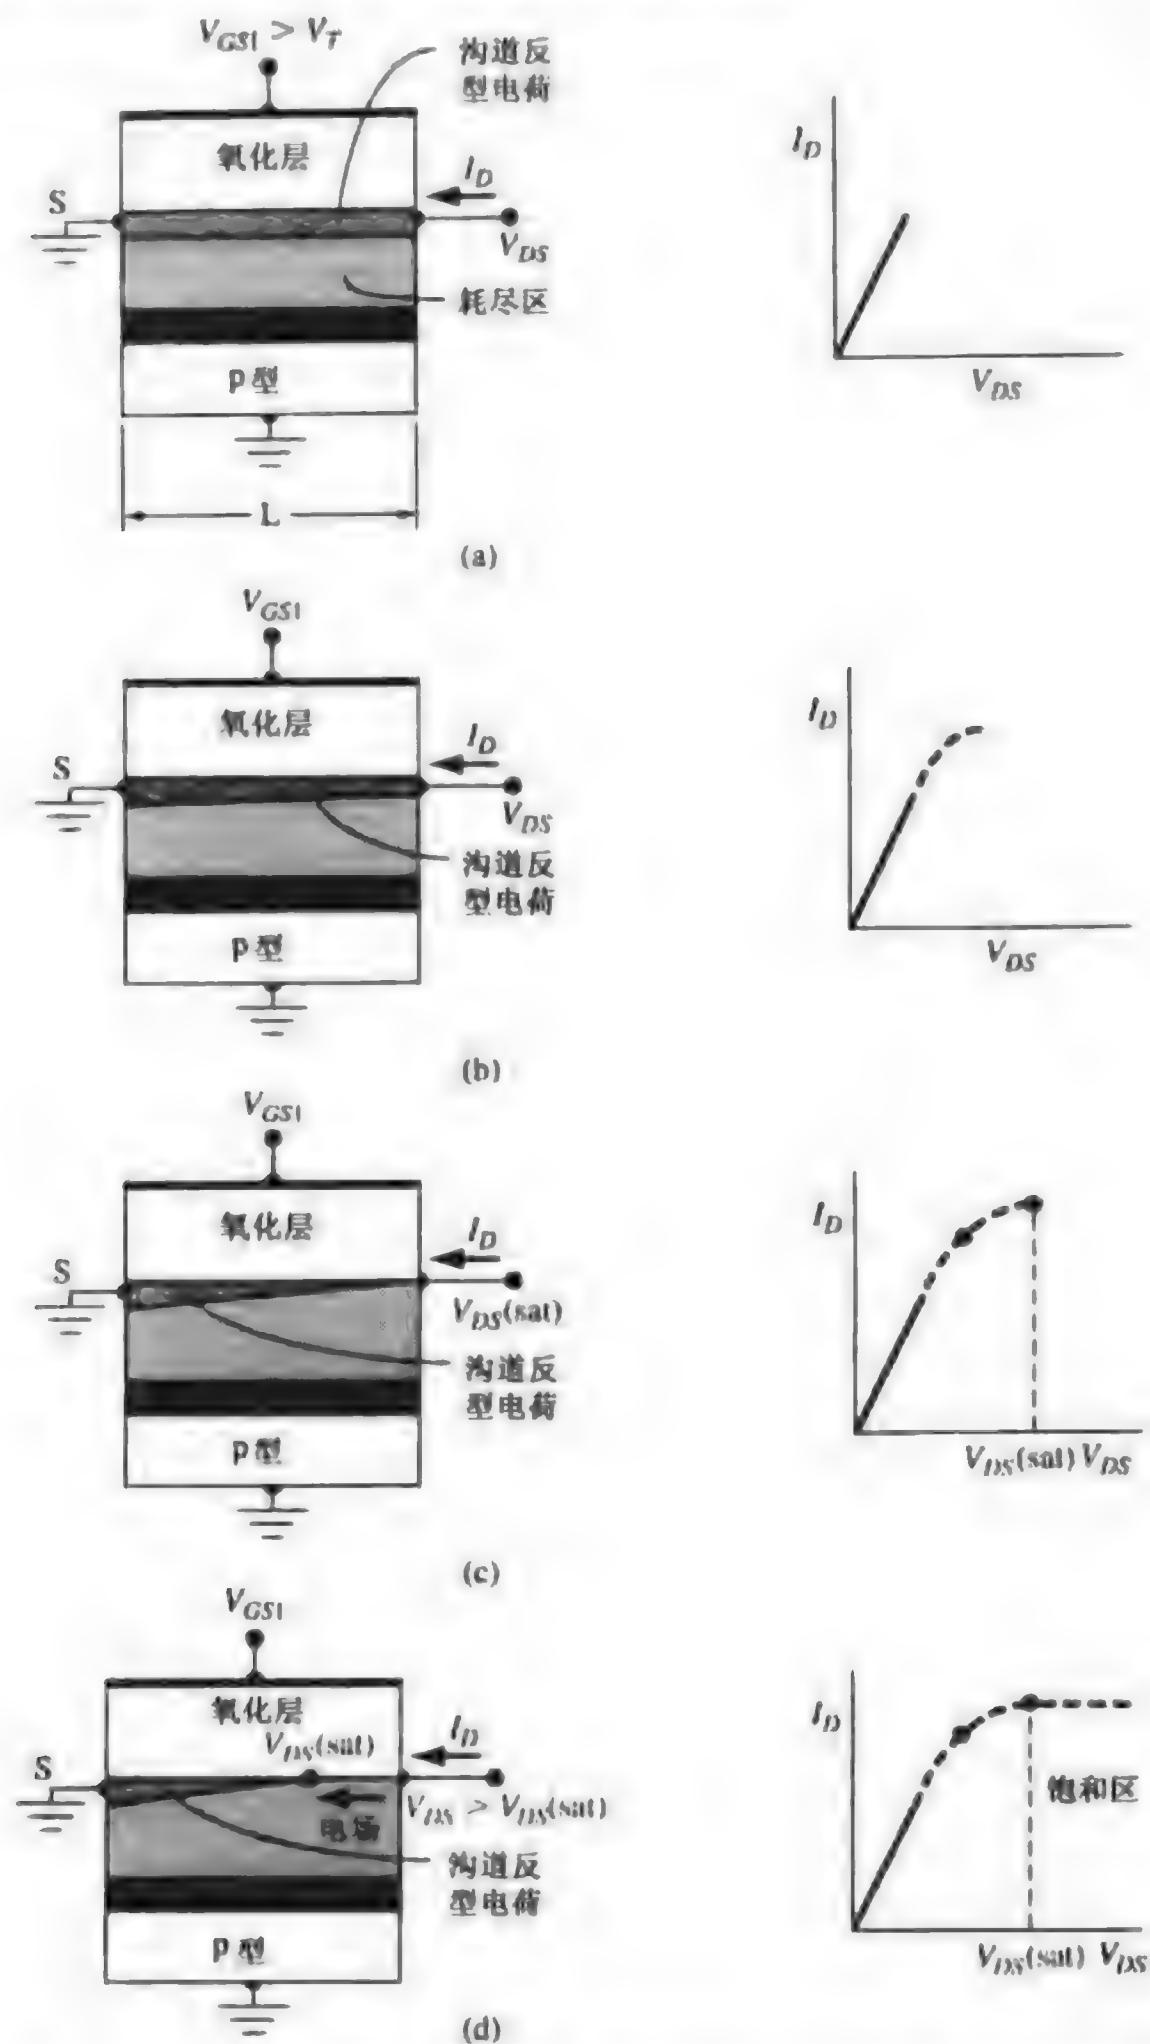 V_GS1 > V_T
沟道反
型电荷
氧化层
I_D
S
V_DS
耗尽区
p型
L
I_D
V_DS
(a)
V_GS1
氧化层
I_D
S
V_DS
沟道反
型电荷
p型
I_D
V_DS
(b)
V_GS1
氧化层
I_D
S
V_DS(sat)
沟道反
型电荷
p型
I_D
V_DS(sat) V_DS
(c)
V_GS1
氧化层
V_DS(sat)
I_D
S
电场
V_DS > V_DS(sat)
沟道反
型电荷
p型
I_D
饱和区
V_DS(sat) V_DS
(d)